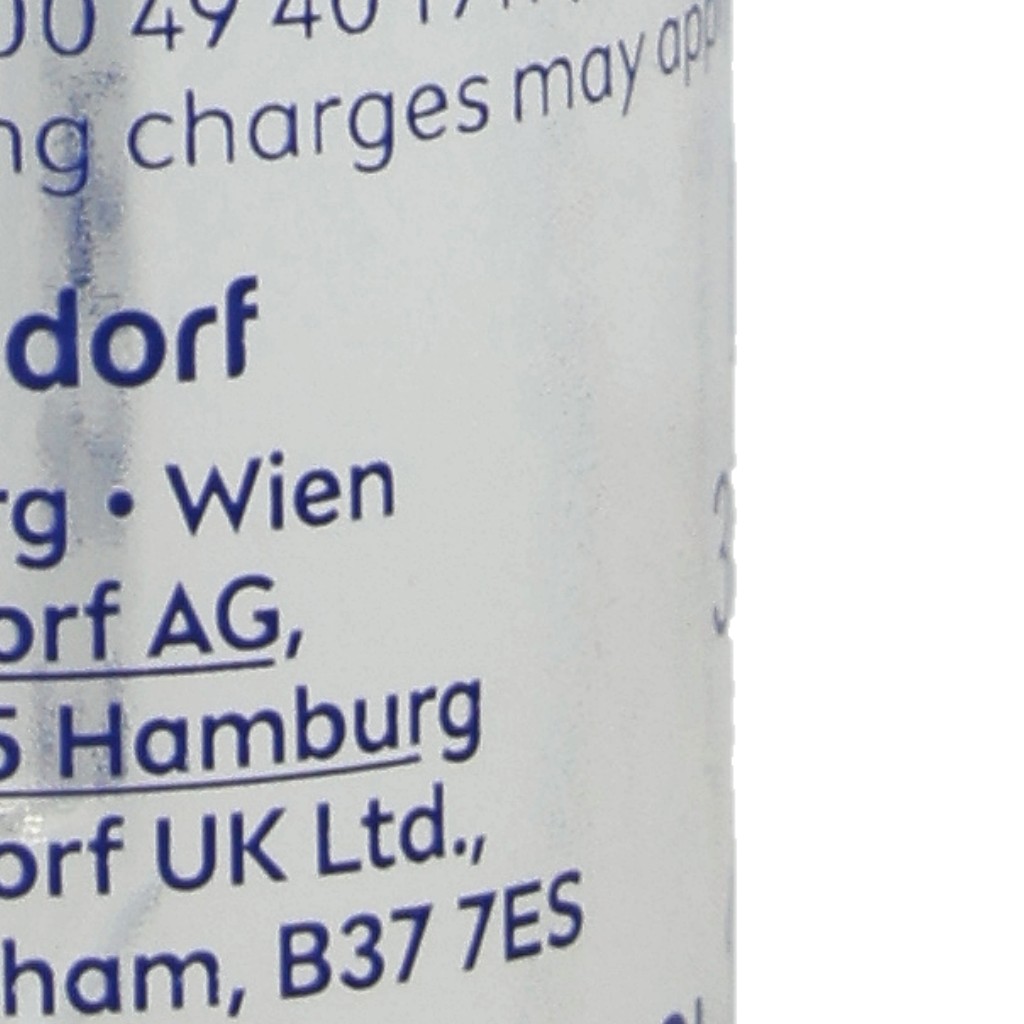 00 49 40
ng charges may app
dorf
rg • Wien
orf AG,
5 Hamburg
orf UK Ltd.,
ham, B37 7ES
3